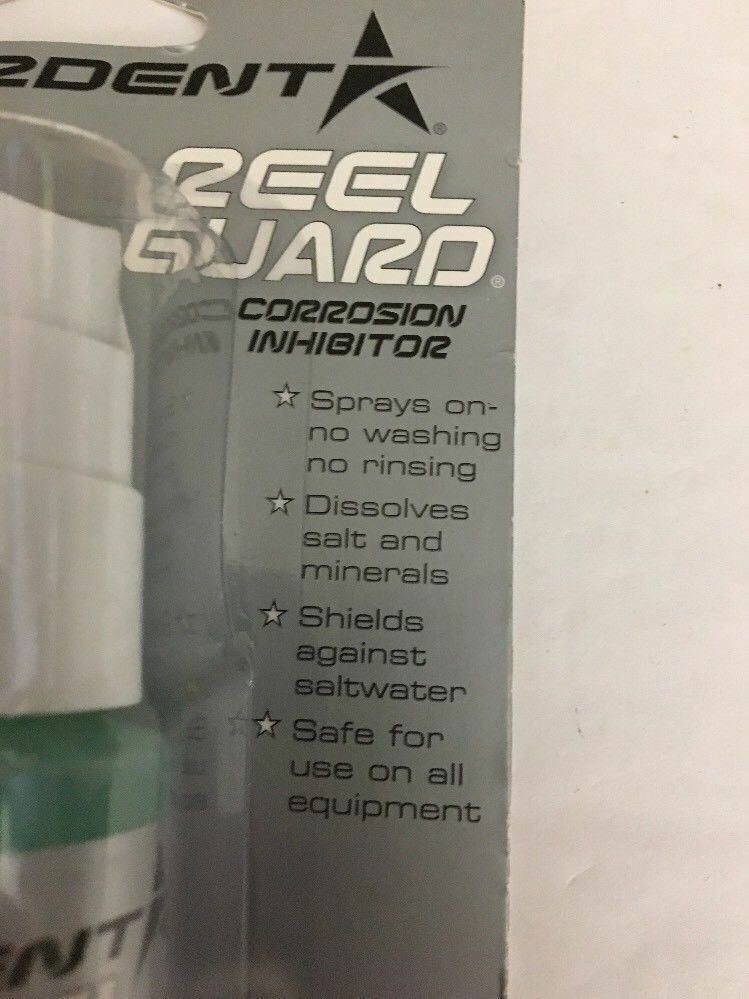 RDENT
®
REEL
GUARD®
CORROSION
INHIBITOR
Sprays on-
no washing
no rinsing
Dissolves
salt and
minerals
Shields
against
saltwater
Safe for
use on all
equipment
ENT